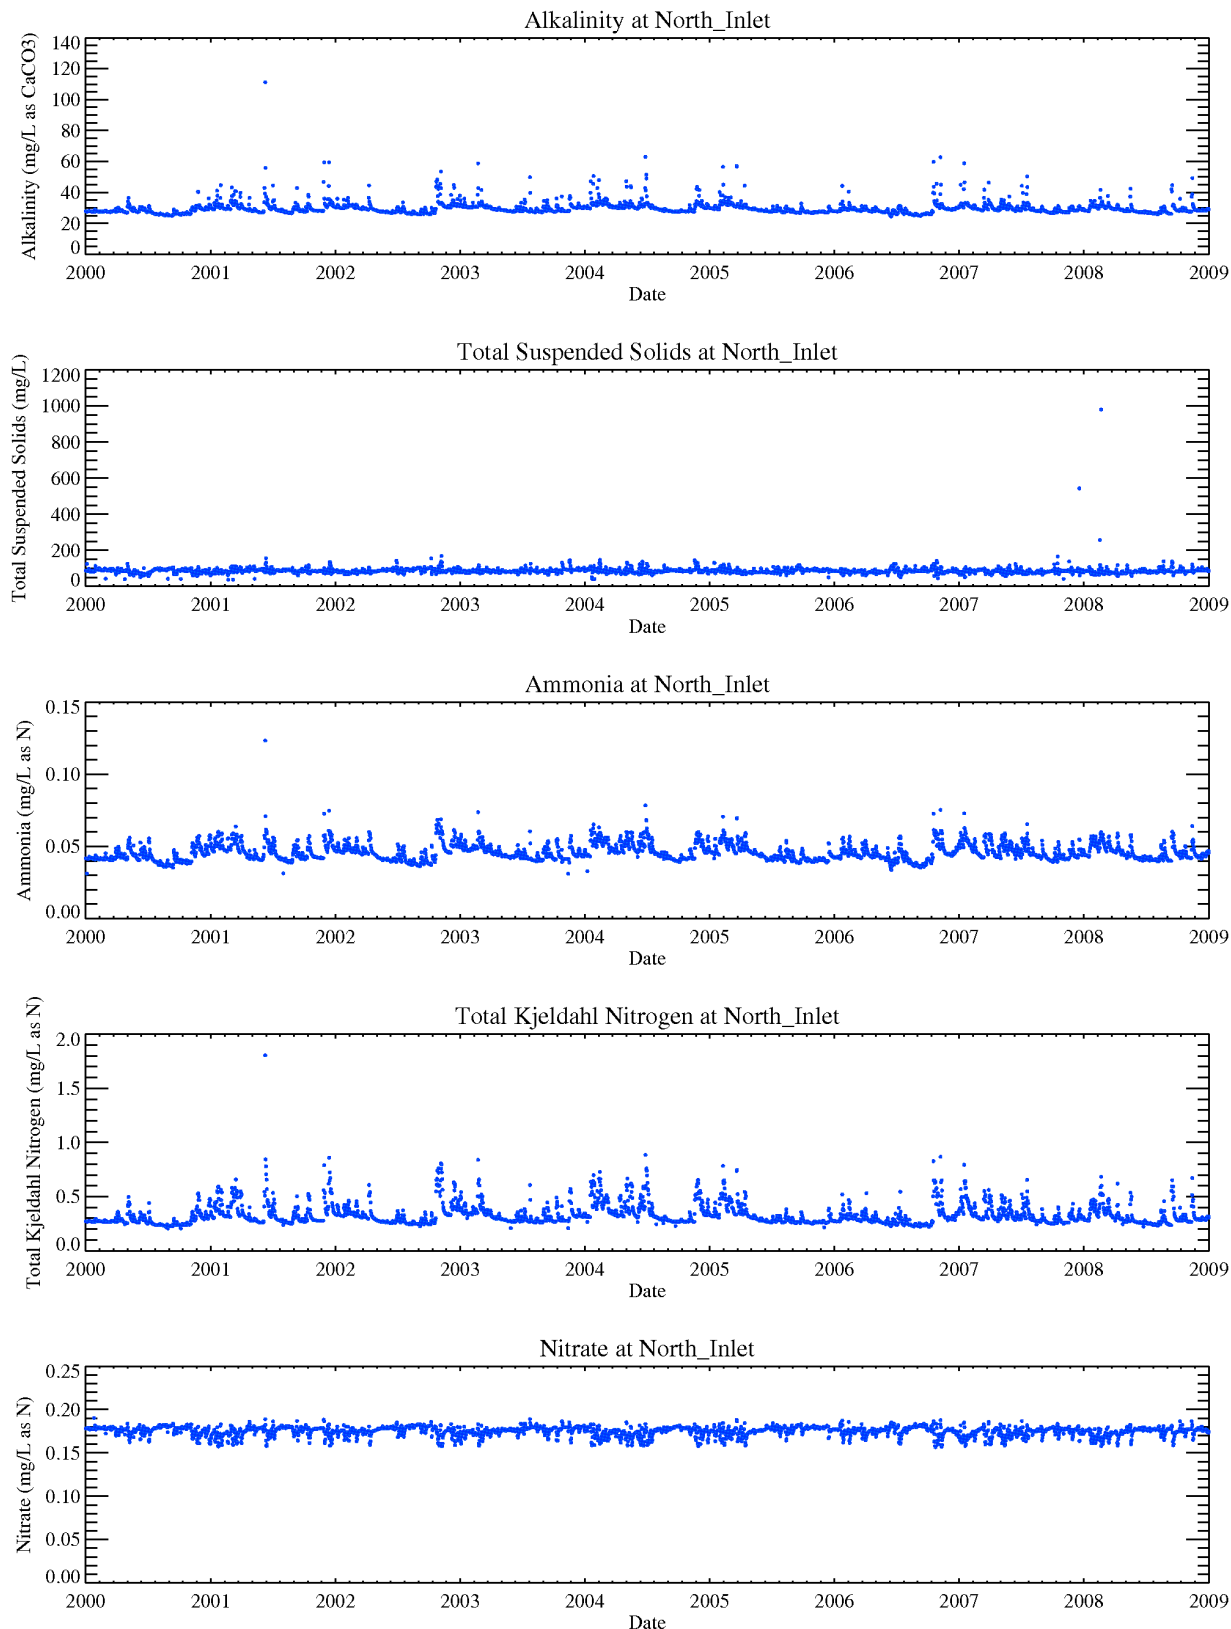 Alkalinity at North_Inlet
Alkalinity (mg/L as CaCO3)
140
120
100
80
60
40
20
0
2000 2001 2002 2003 2004 2005 2006 2007 2008 2009
Date
Total Suspended Solids at North_Inlet
Total Suspended Solids (mg/L)
1200
1000
800
600
400
200
0
2000 2001 2002 2003 2004 2005 2006 2007 2008 2009
Date
Ammonia at North_Inlet
Ammonia (mg/L as N)
0.15
0.10
0.05
0.00
2000 2001 2002 2003 2004 2005 2006 2007 2008 2009
Date
Total Kjeldahl Nitrogen at North_Inlet
Total Kjeldahl Nitrogen (mg/L as N)
2.0
1.5
1.0
0.5
0.0
2000 2001 2002 2003 2004 2005 2006 2007 2008 2009
Date
Nitrate at North_Inlet
Nitrate (mg/L as N)
0.25
0.20
0.15
0.10
0.05
0.00
2000 2001 2002 2003 2004 2005 2006 2007 2008 2009
Date